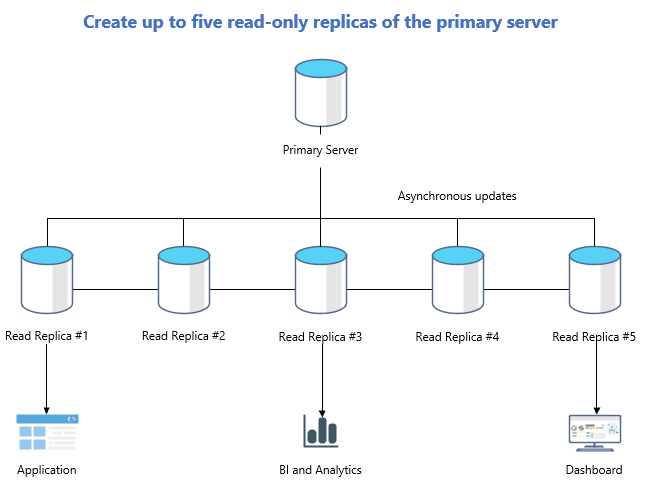 Create up to five read-only replicas of the primary server
Primary Server
Asynchronous updates
Read Replica #1
Read Replica #2
Read Replica #3
Read Replica #4
Read Replica #5
Application
BI and Analytics
Dashboard